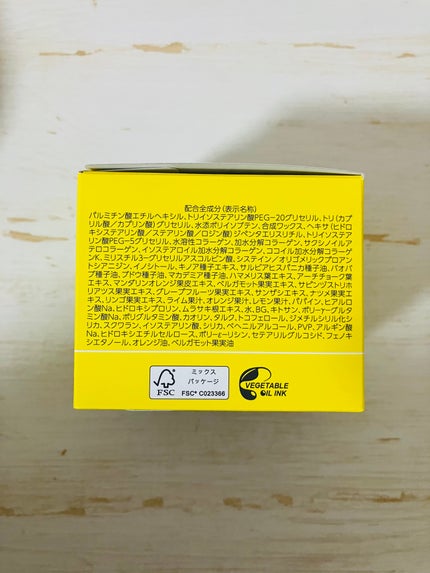 配合全成分(表示名称)
パルミチン酸エチルヘキシル、トリイソステアリン酸PEG-20グリセリル、トリ(カプ
リル酸/カプリン酸)グリセリル、水添ポリイソブテン、合成ワックス、ヘキサ(ヒドロ
キシステアリン酸/ステアリン酸/ロジン酸)ジペンタエリスリチル、トリイソステア
リン酸PEG-5グリセリル、水溶性コラーゲン、加水分解コラーゲン、サクシノイルア
テロコラーゲン、イソステアロイル加水分解コラーゲン、ココイル加水分解コラーゲ
ンK、ミリスチル3-グリセリルアスコルビン酸、システイン/オリゴメリックプロアン
トシアニジン、イノシトール、キノア種子エキス、サルビアヒスパニカ種子油、バオバ
ブ種子油、ブドウ種子油、マカデミア種子油、ハマメリス葉エキス、アーチチョーク葉
エキス、マンダリンオレンジ果皮エキス、ベルガモット果実エキス、サピンヅストリホ
リアツス果実エキス、グレープフルーツ果実エキス、サンザシエキス、ナツメ果実エ
キス、リンゴ果実エキス、ライム果汁、オレンジ果汁、レモン果汁、パパイン、ヒアルロ
ン酸Na、ヒドロキシプロリン、ムラサキ根エキス、水、BG、キトサン、ポリ-γ-グルタ
ミン酸Na、ポリグルタミン酸、カオリン、タルク、トコフェロール、ジメチルシリル化シ
リカ、スクワラン、イソステアリン酸、シリカ、ベヘニルアルコール、PVP、アルギン酸
Na、ヒドロキシエチルセルロース、ポリ-ε-リシン、セテアリルグルコシド、フェノキ
シエタノール、オレンジ油、ベルガモット果実油
FSC
ミックス
パッケージ
FSC® C023366
VEGETABLE
OIL INK